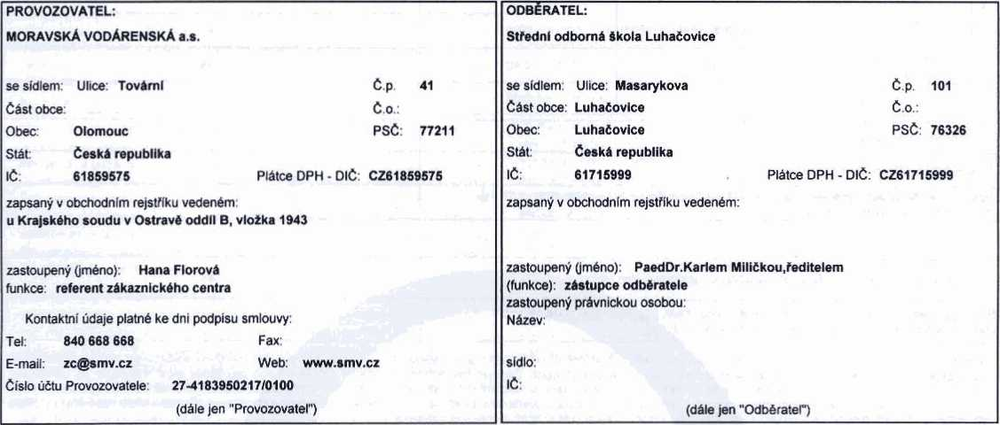 PROVOZOVATEL:
MORAVSKÁ VODÁRENSKÁ a.s.
se sídlem: Ulice: Tovární Č.p. 41
Část obce: Č.o.:
Obec: Olomouc PSČ: 77211
Stát: Česká republika
IČ: 61859575 Plátce DPH - DIČ: CZ61859575
zapsaný v obchodním rejstříku vedeném:
u Krajského soudu v Ostravě oddíl B, vložka 1943
zastoupený (jméno): Hana Florová
funkce: referent zákaznického centra
Kontaktní údaje platné ke dni podpisu smlouvy:
Tel: 840 668 668 Fax:
E-mail: zc@smv.cz Web: www.smv.cz
Číslo účtu Provozovatele: 27-4183950217/0100
(dále jen "Provozovatel")
ODBĚRATEL:
Střední odborná škola Luhačovice
se sídlem: Ulice: Masarykova Č.p. 101
Část obce: Luhačovice Č.o.:
Obec: Luhačovice PSČ: 76326
Stát: Česká republika
IČ: 61715999 Plátce DPH - DIČ: CZ61715999
zapsaný v obchodním rejstříku vedeném:
zastoupený (jméno): PaedDr.Karlem Miličkou,ředitelem
(funkce): zástupce odběratele
zastoupený právnickou osobou:
Název:
sídlo:
IČ:
(dále jen "Odběratel")